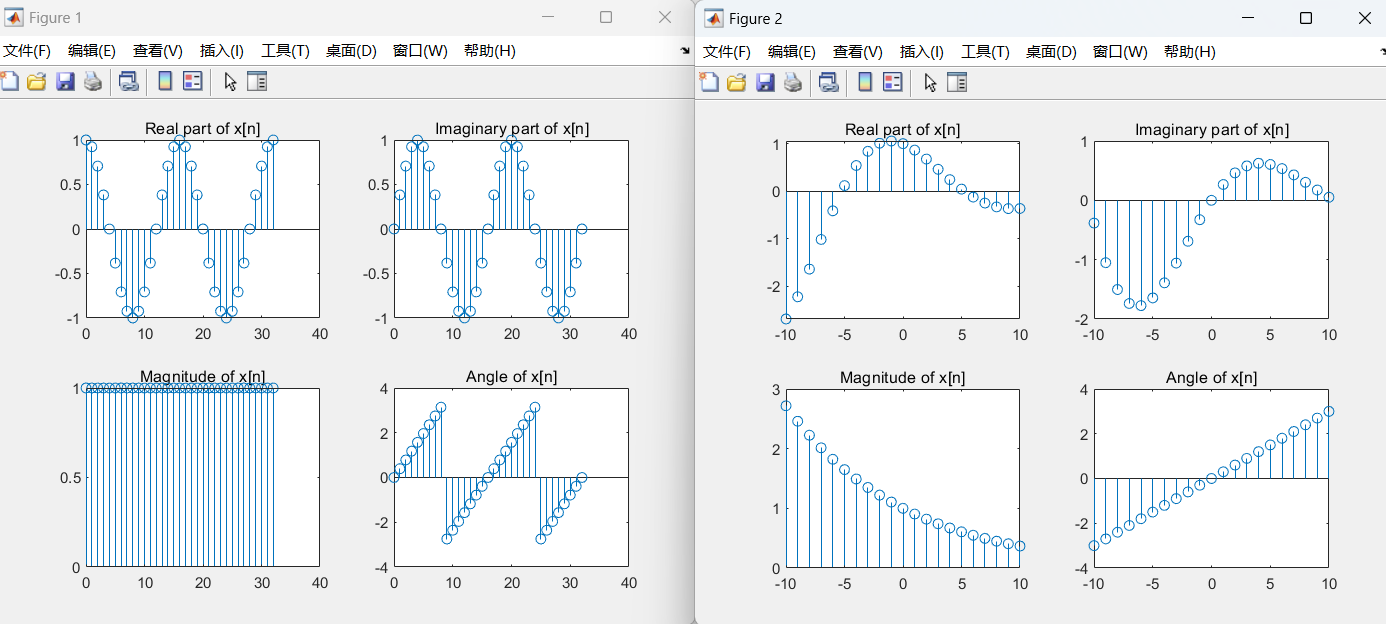 Figure 1
文件(F) 编辑(E) 查看(V) 插入(I) 工具(T) 桌面(D) 窗口(W) 帮助(H)
Real part of x[n]
1
0.5
0
-0.5
-1
0 10 20 30 40
Imaginary part of x[n]
1
0.5
0
-0.5
-1
0 10 20 30 40
Magnitude of x[n]
1
0.5
0
0 10 20 30 40
Angle of x[n]
4
2
0
-2
-4
0 10 20 30 40
Figure 2
文件(F) 编辑(E) 查看(V) 插入(I) 工具(T) 桌面(D) 窗口(W) 帮助(H)
Real part of x[n]
1
0
-1
-2
-10 -5 0 5 10
Imaginary part of x[n]
1
0
-1
-2
-10 -5 0 5 10
Magnitude of x[n]
3
2
1
0
-10 -5 0 5 10
Angle of x[n]
4
2
0
-2
-4
-10 -5 0 5 10